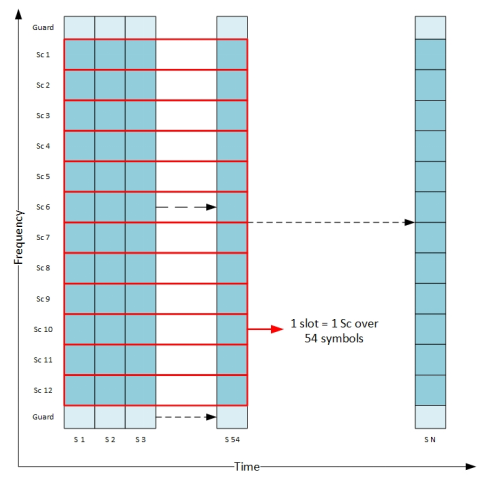 Guard
Sc 1
Sc 2
Sc 3
Sc 4
Sc 5
Sc 6
Sc 7
Sc 8
Sc 9
Sc 10
Sc 11
Sc 12
Guard
Frequency
1 slot = 1 Sc over
54 symbols
S 1
S 2
S 3
S 54
S N
Time